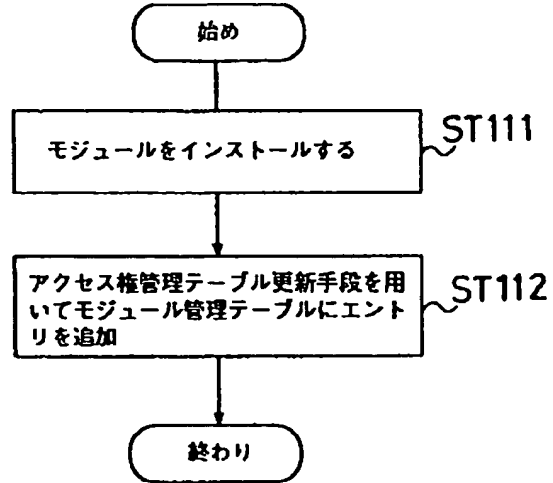 始め
モジュールをインストールする
ST111
アクセス権管理テーブル更新手段を用
いてモジュール管理テーブルにエント
リを追加
ST112
終わり